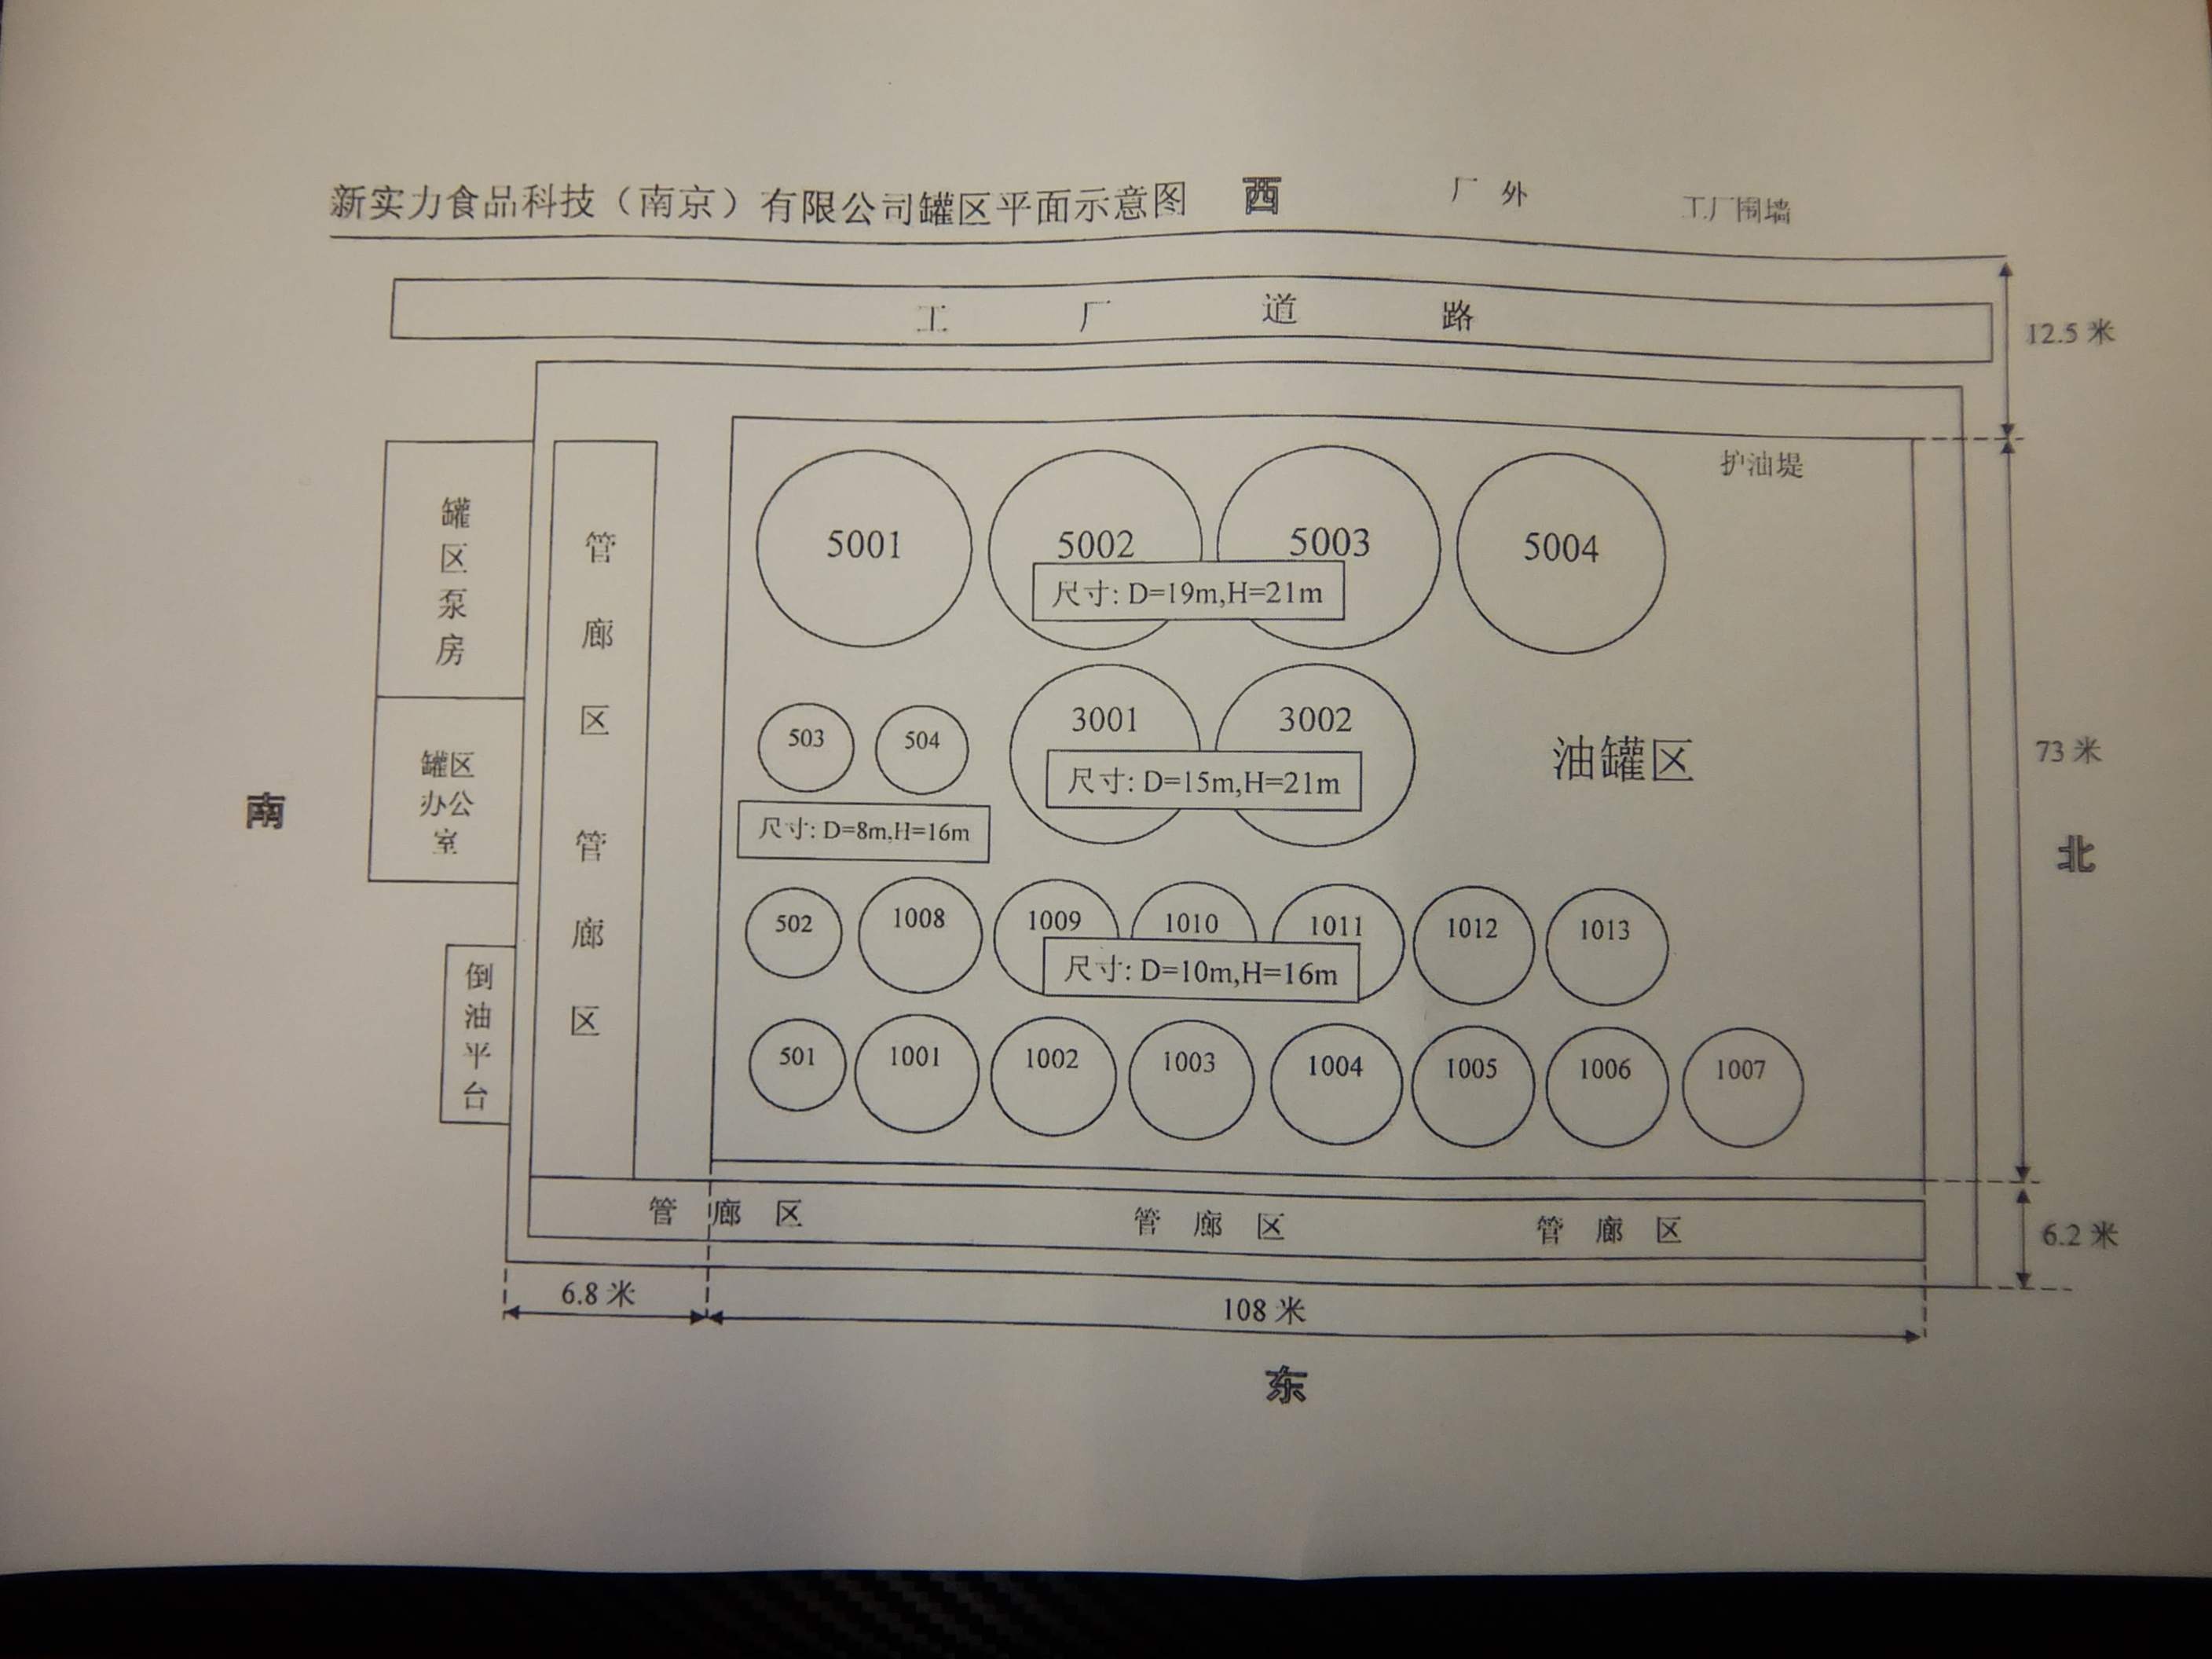 新实力食品科技（南京）有限公司罐区平面示意图
西
厂 外
工厂围墙
工 厂 道 路
12.5 米
护油堤
罐区泵房
管廊区
5001
5002
5003
5004
尺寸: D=19m,H=21m
503
504
3001
3002
尺寸: D=15m,H=21m
尺寸: D=8m,H=16m
油罐区
73 米
罐区
办公
室
南
北
管廊区
倒油平台
502
1008
1009
1010
1011
1012
1013
尺寸: D=10m,H=16m
501
1001
1002
1003
1004
1005
1006
1007
管 廊 区
管 廊 区
管 廊 区
6.2 米
6.8 米
108 米
东